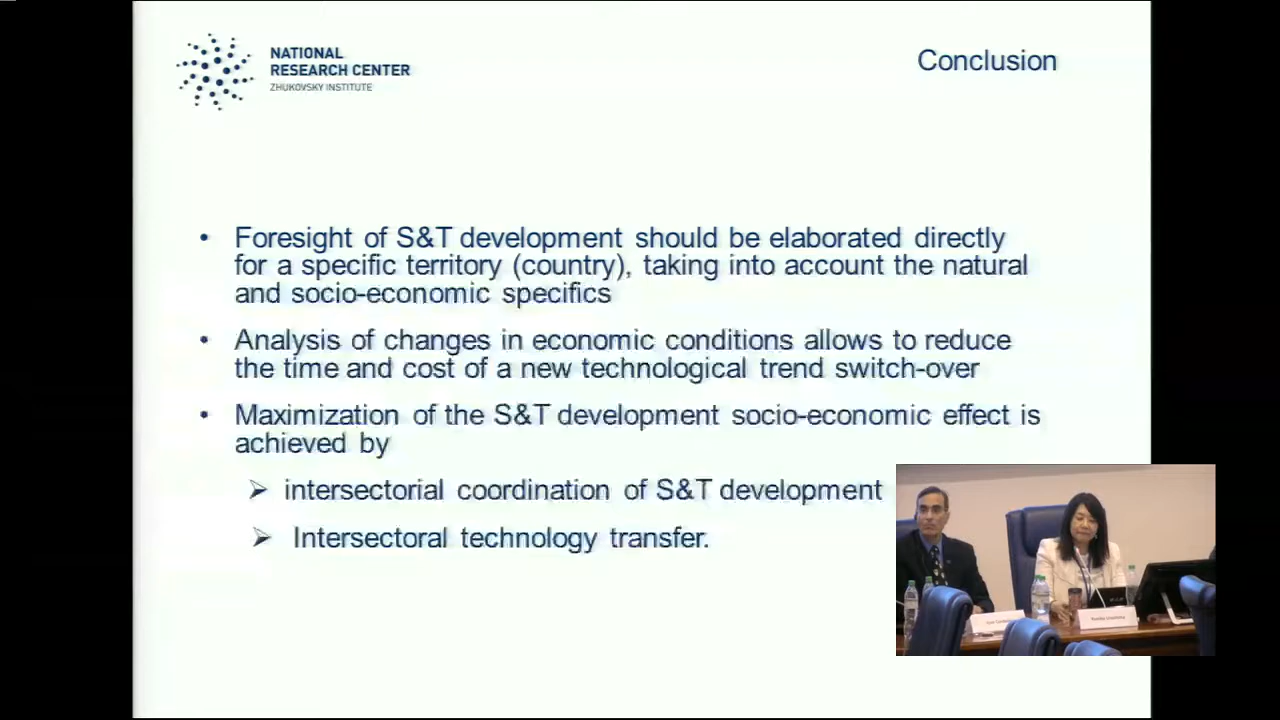 NATIONAL
RESEARCH CENTER
ZHUKOVSKY INSTITUTE
Conclusion
• Foresight of S&T development should be elaborated directly
for a specific territory (country), taking into account the natural
and socio-economic specifics
• Analysis of changes in economic conditions allows to reduce
the time and cost of a new technological trend switch-over
• Maximization of the S&T development socio-economic effect is
achieved by
➢ intersectorial coordination of S&T development
➢ Intersectoral technology transfer.